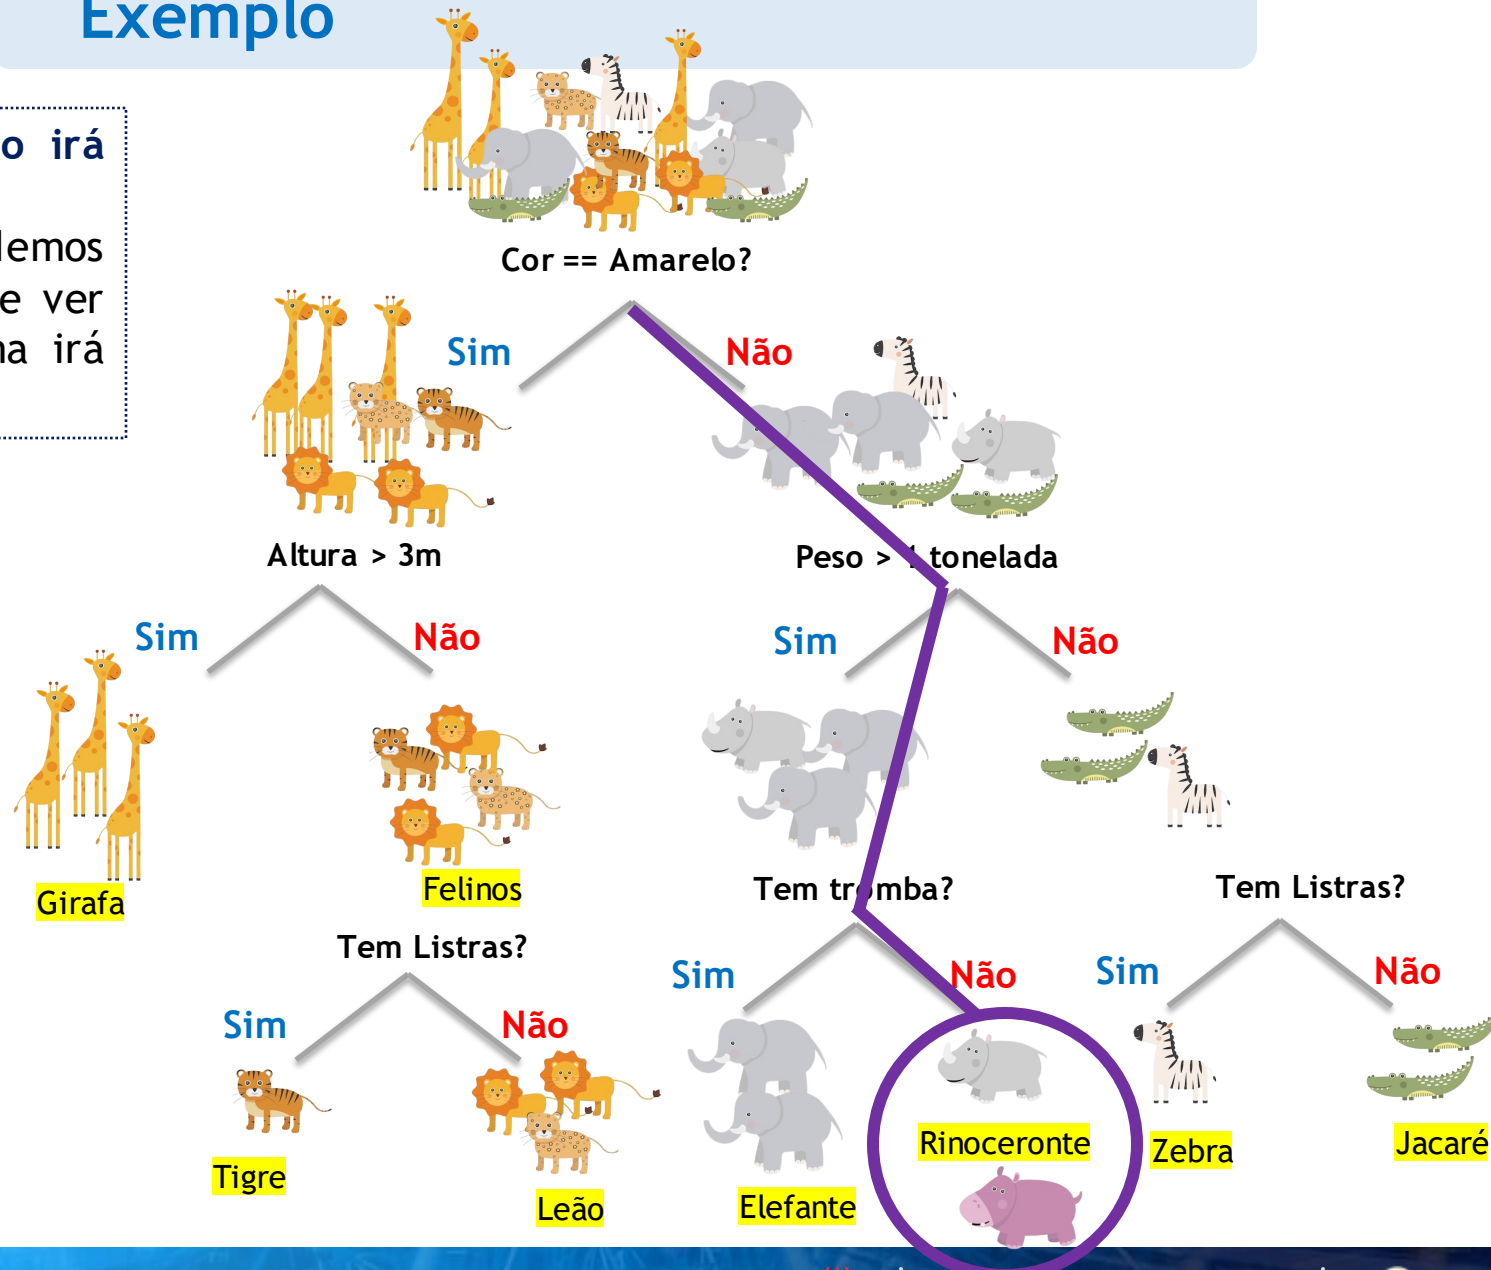 Exemplo
o irá
e ver
irá
Cor == Amarelo?
Sim
Não
Altura > 3m
Peso > 1 tonelada
Sim
Não
Sim
Não
Girafa
Felinos
Tem Listras?
Tem tromba?
Tem Listras?
Sim
Não
Sim
Não
Sim
Não
Tigre
Leão
Elefante
Rinoceronte
Zebra
Jacaré